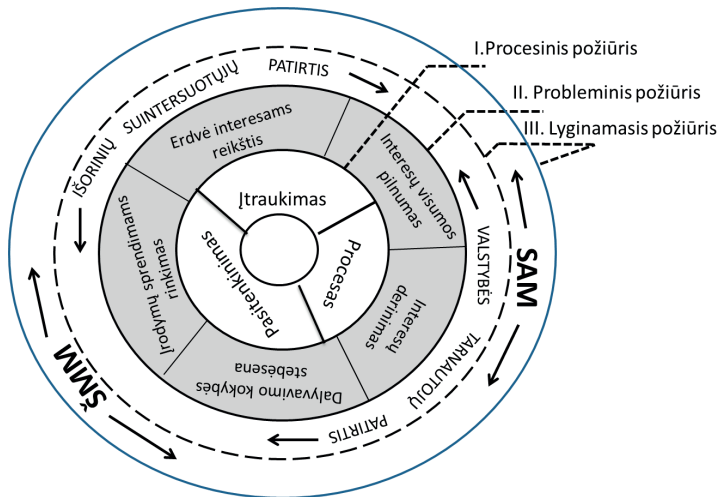 I.Procesinis požiūris
II. Probleminis požiūris
III. Lyginamasis požiūris
IŠORINIŲ SUINTERSUOTŲJŲ PATIRTIS
VALSTYBĖS TARNAUTOJŲ PATIRTIS
SAM
ŠMM
Erdvė interesams
reikštis
Interesų visumos
pilnumas
Interesų
derinimas
Dalyvavimo kokybės
stebėsena
Įrodymų sprendimams
rinkimas
Įtraukimas
Procesas
Pasitenkinimas